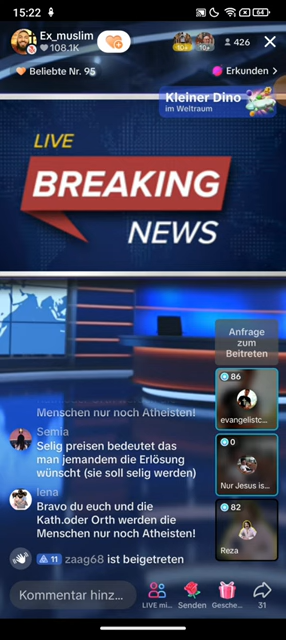 15:22
64
Ex_muslim
108.1K
10+
10+
426
Beliebte Nr. 95
Erkunden >
Kleiner Dino
im Weltraum
LIVE
BREAKING
NEWS
Anfrage
zum
Beitreten
86
evangelistc...
0
Nur Jesus is...
82
Reza
Menschen nur noch Atheisten!
Semia
Selig preisen bedeutet das
man jemandem die Erlösung
wünscht (sie soll selig werden)
lena
Bravo du euch und die
Kath.oder Orth werden die
Menschen nur noch Atheisten!
11 zaag68 ist beigetreten
Kommentar hinz...
LIVE mi...
Senden
Gesche...
31